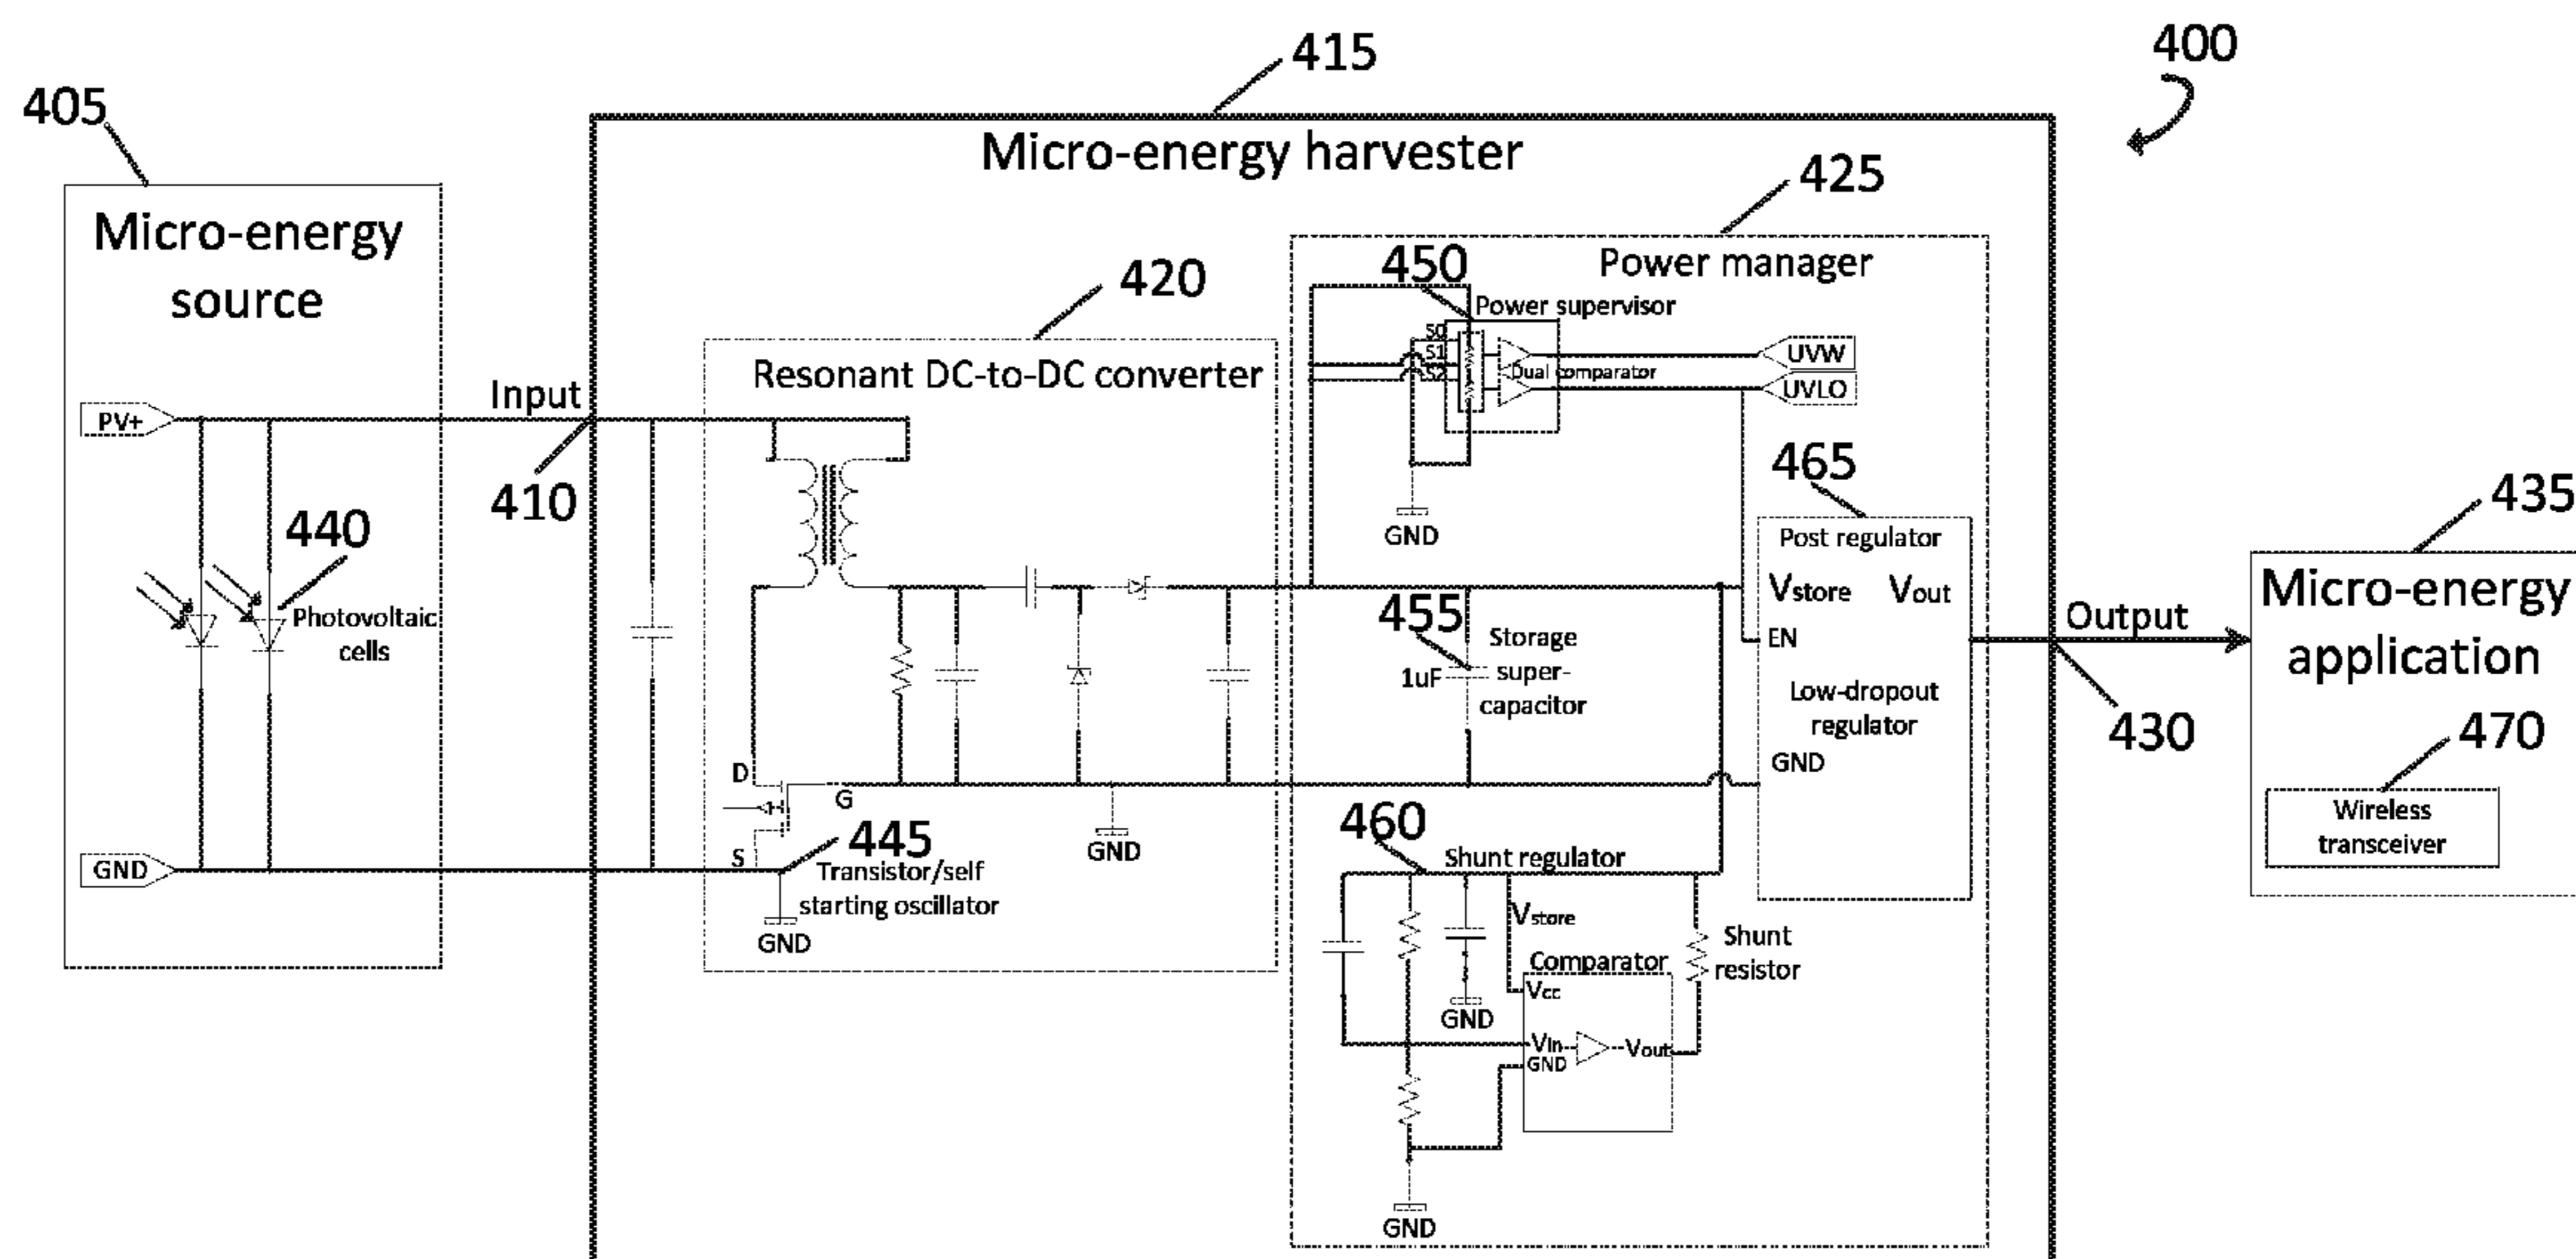 400
415
405
Micro-energy harvester
425
Micro-energy
source
420
450
Power manager
Power supervisor
S0
S1
S2
Dual comparator
UVW
UVLO
Resonant DC-to-DC converter
Input
PV+
410
465
435
440
GND
Post regulator
Vstore
Vout
Micro-energy
application
Photovoltaic
cells
455
Storage
super-
capacitor
1uF
EN
Output
Low-dropout
regulator
430
470
GND
D
G
S
460
Wireless
transceiver
445
GND
Shunt regulator
GND
Transistor/self
starting oscillator
GND
Vstore
Shunt
resistor
Comparator
Vcc
GND
Vin
Vout
GND
GND